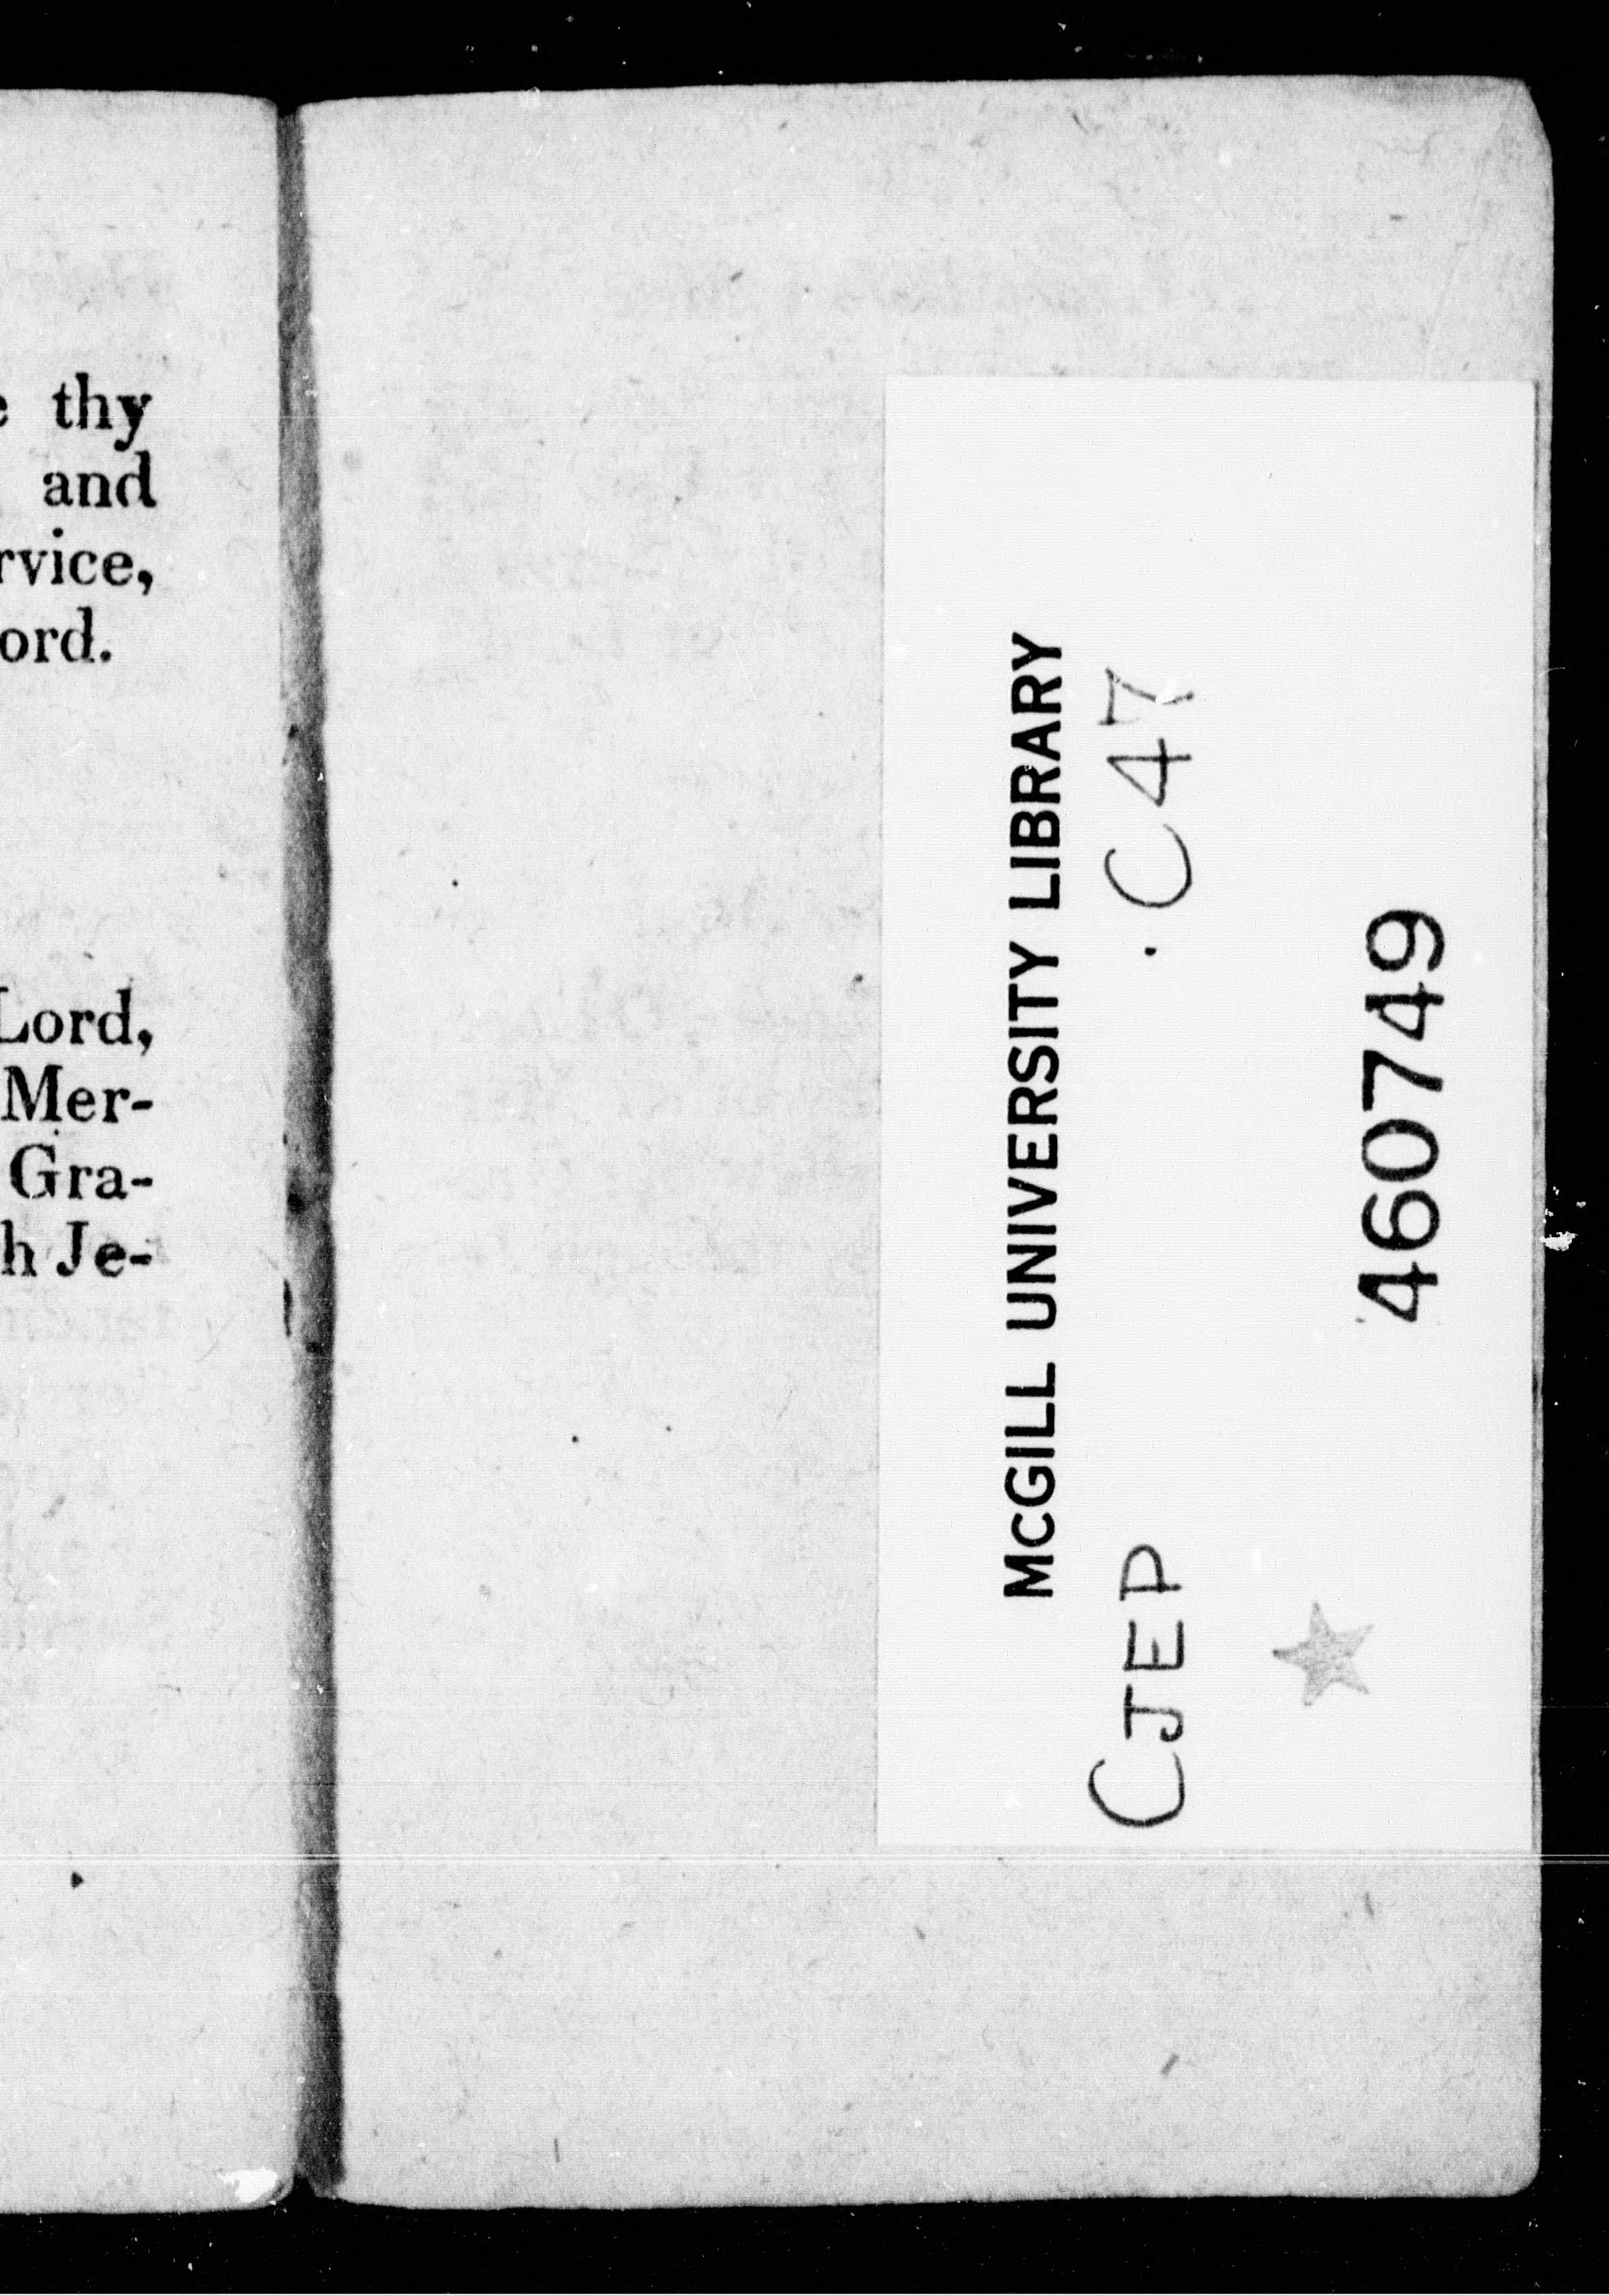 thy
and
rvice,
ord.
Lord,
Mer-
Gra-
h Je-
McGILL UNIVERSITY LIBRARY
CJEP .C47
460749